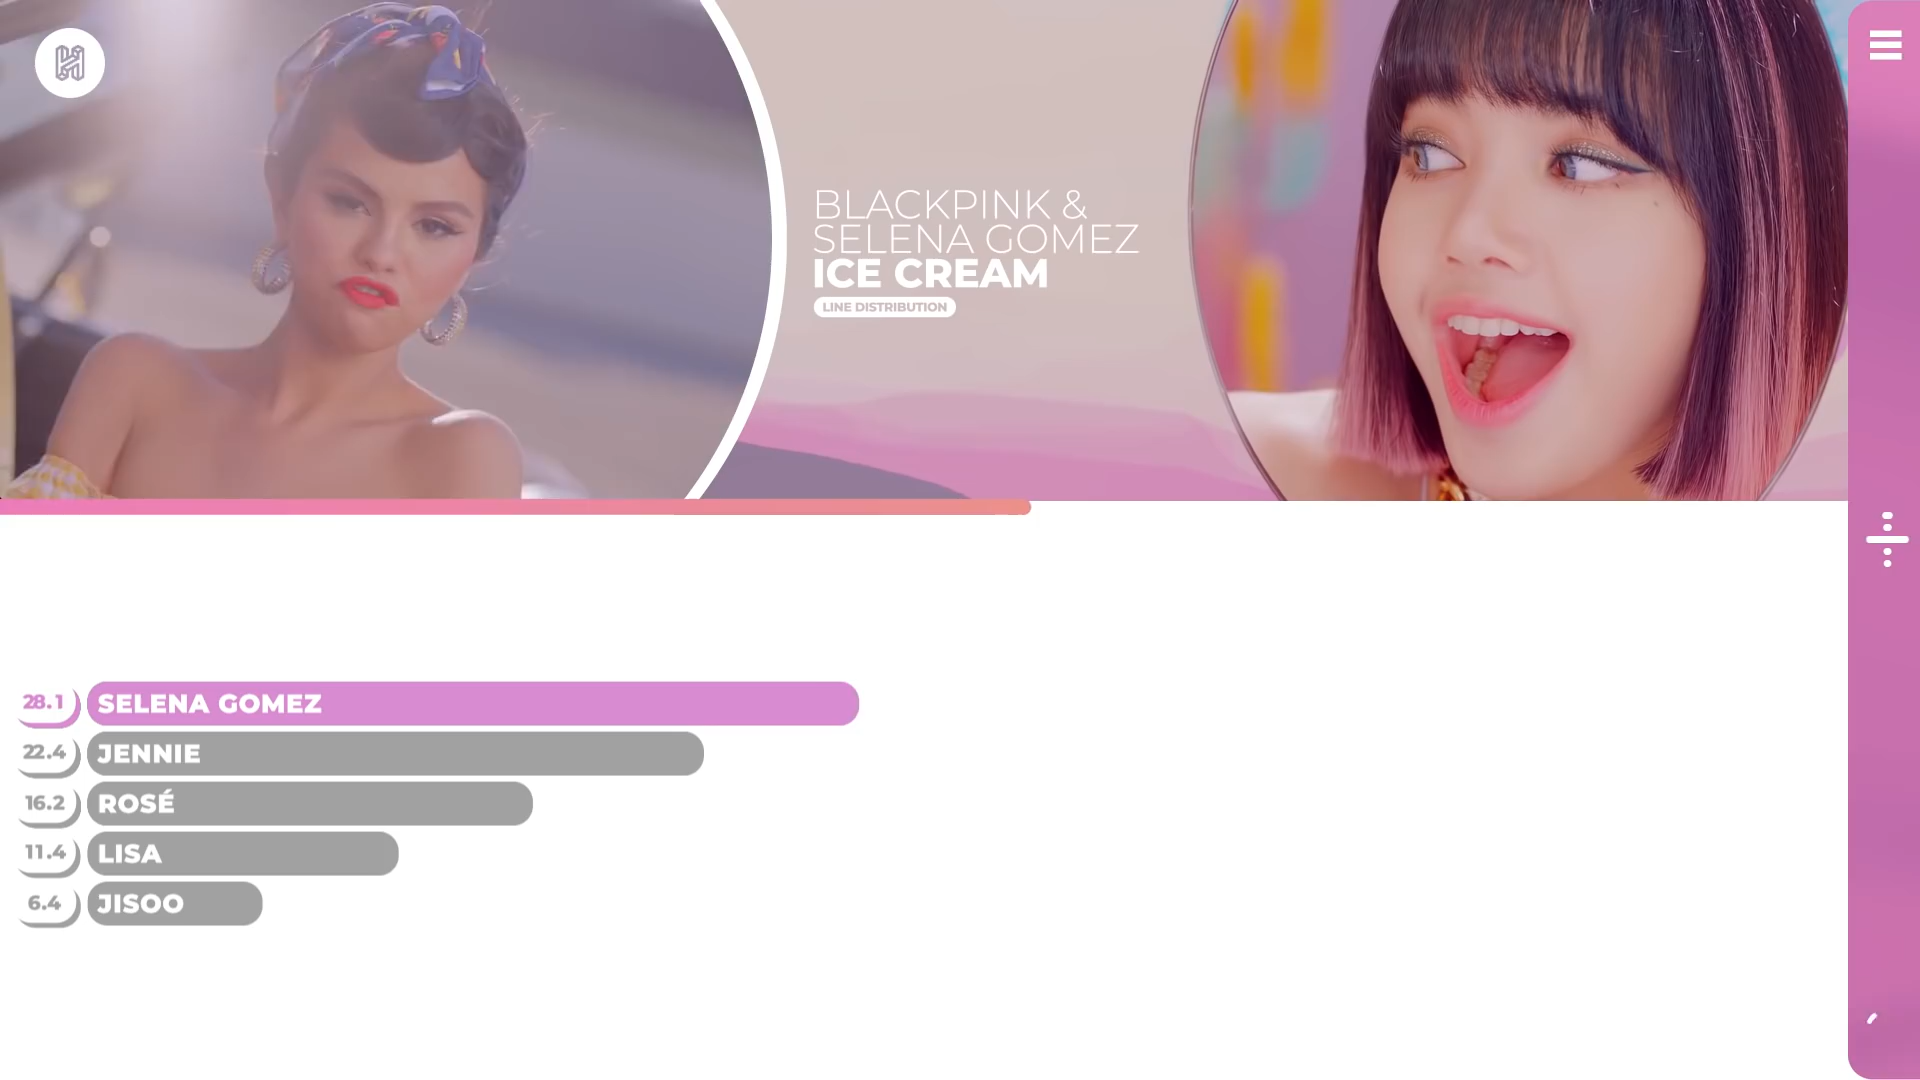 BLACKPINK &
SELENA GOMEZ
ICE CREAM
LINE DISTRIBUTION
28.1 SELENA GOMEZ
22.4 JENNIE
16.2 ROSÉ
11.4 LISA
6.4 JISOO